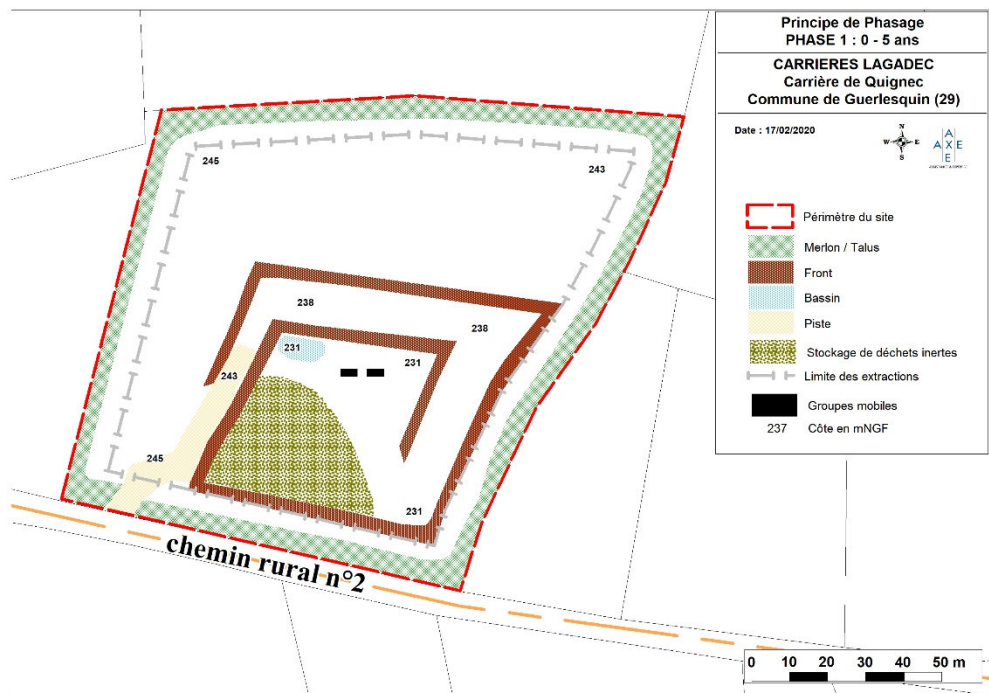 Principe de Phasage
PHASE 1 : 0 - 5 ans
CARRIERES LAGADEC
Carrière de Quignec
Commune de Guerlesquin (29)
Date : 17/02/2020
N
W E
S
A
A X E
E
Périmètre du site
Merlon / Talus
Front
Bassin
Piste
Stockage de déchets inertes
Limite des extractions
Groupes mobiles
237 Côte en mNGF
245
243
238
238
231
231
243
245
231
chemin rural n°2
0 10 20 30 40 50 m